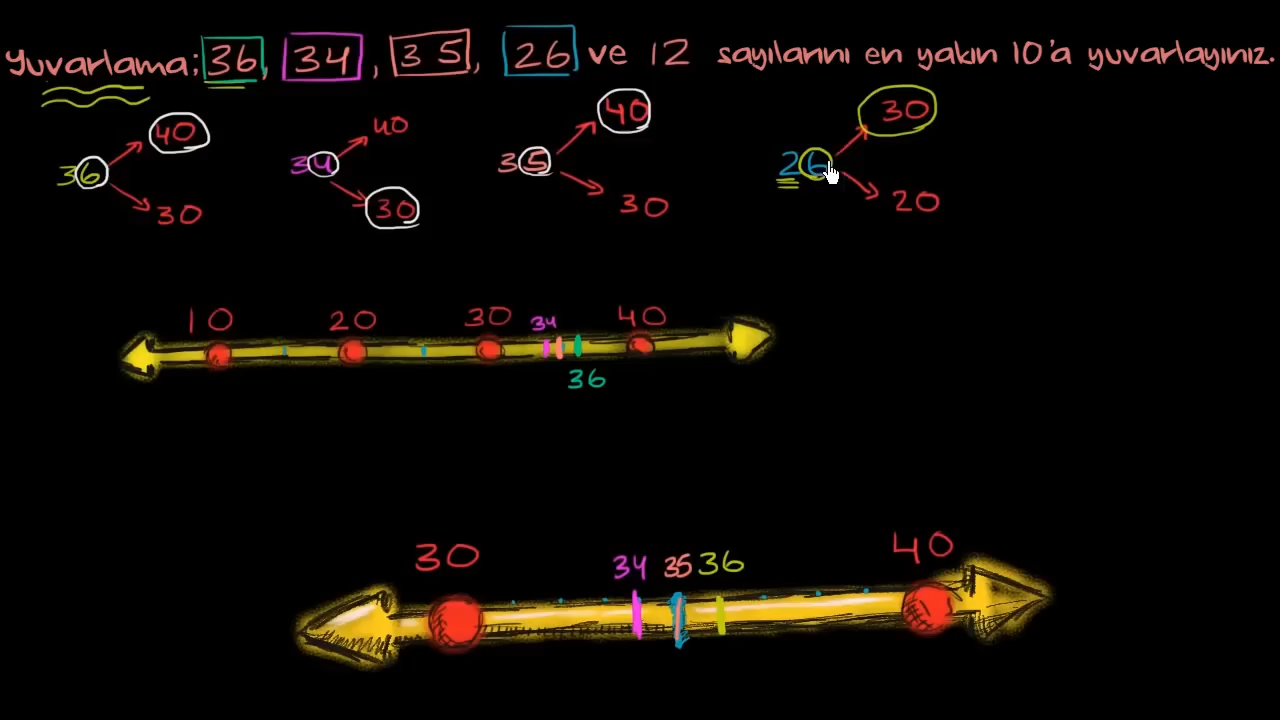 Yuvarlama; 36, 34, 35, 26 ve 12 sayılarını en yakın 10'a yuvarlayınız.
40 40 40 30
36 34 35 26
30 30 30 20
10 20 30 34 40
36
30 34 35 36 40